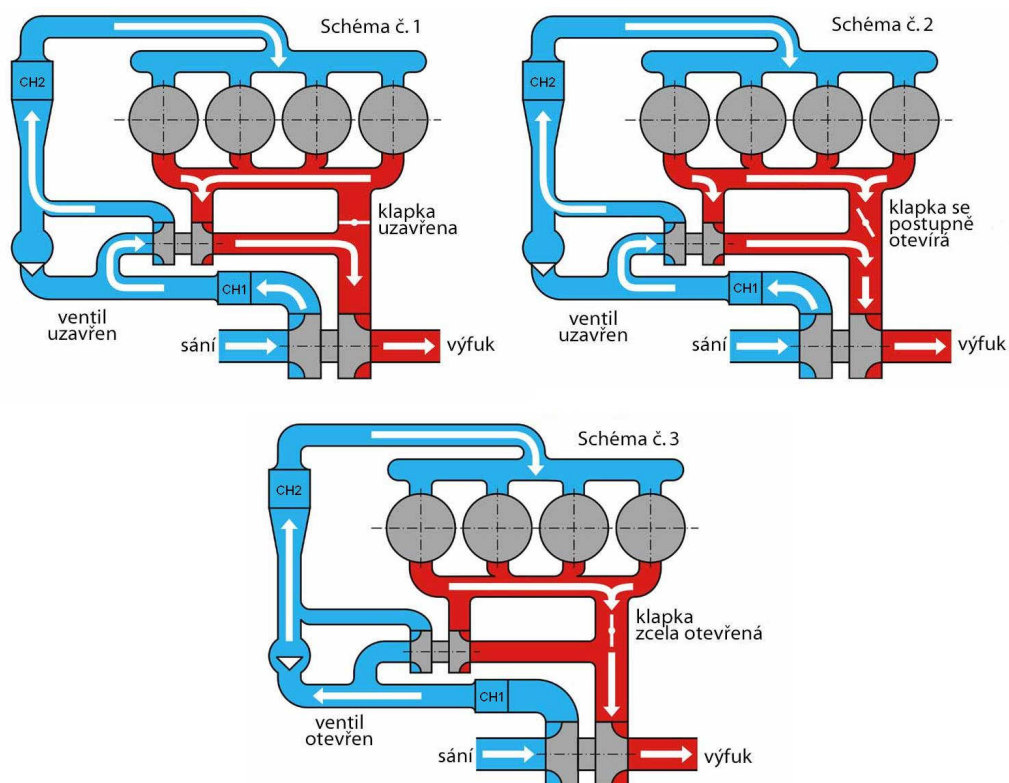 Schéma č. 1
CH2
klapka
uzavřena
CH1
ventil
uzavřen
sání
výfuk
Schéma č. 2
CH2
klapka se
postupně
otevírá
CH1
ventil
uzavřen
sání
výfuk
Schéma č. 3
CH2
klapka
zcela otevřená
CH1
ventil
otevřen
sání
výfuk